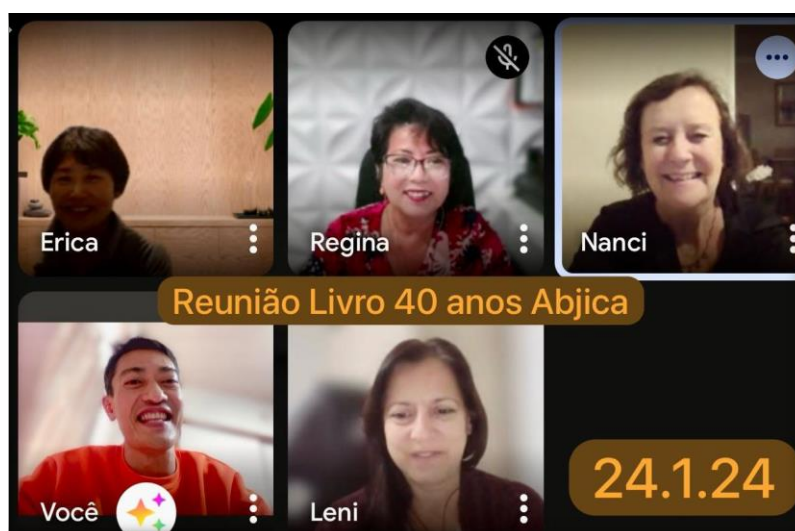 Erica
Regina
Nanci
Reunião Livro 40 anos Abjica
Você
Leni
24.1.24